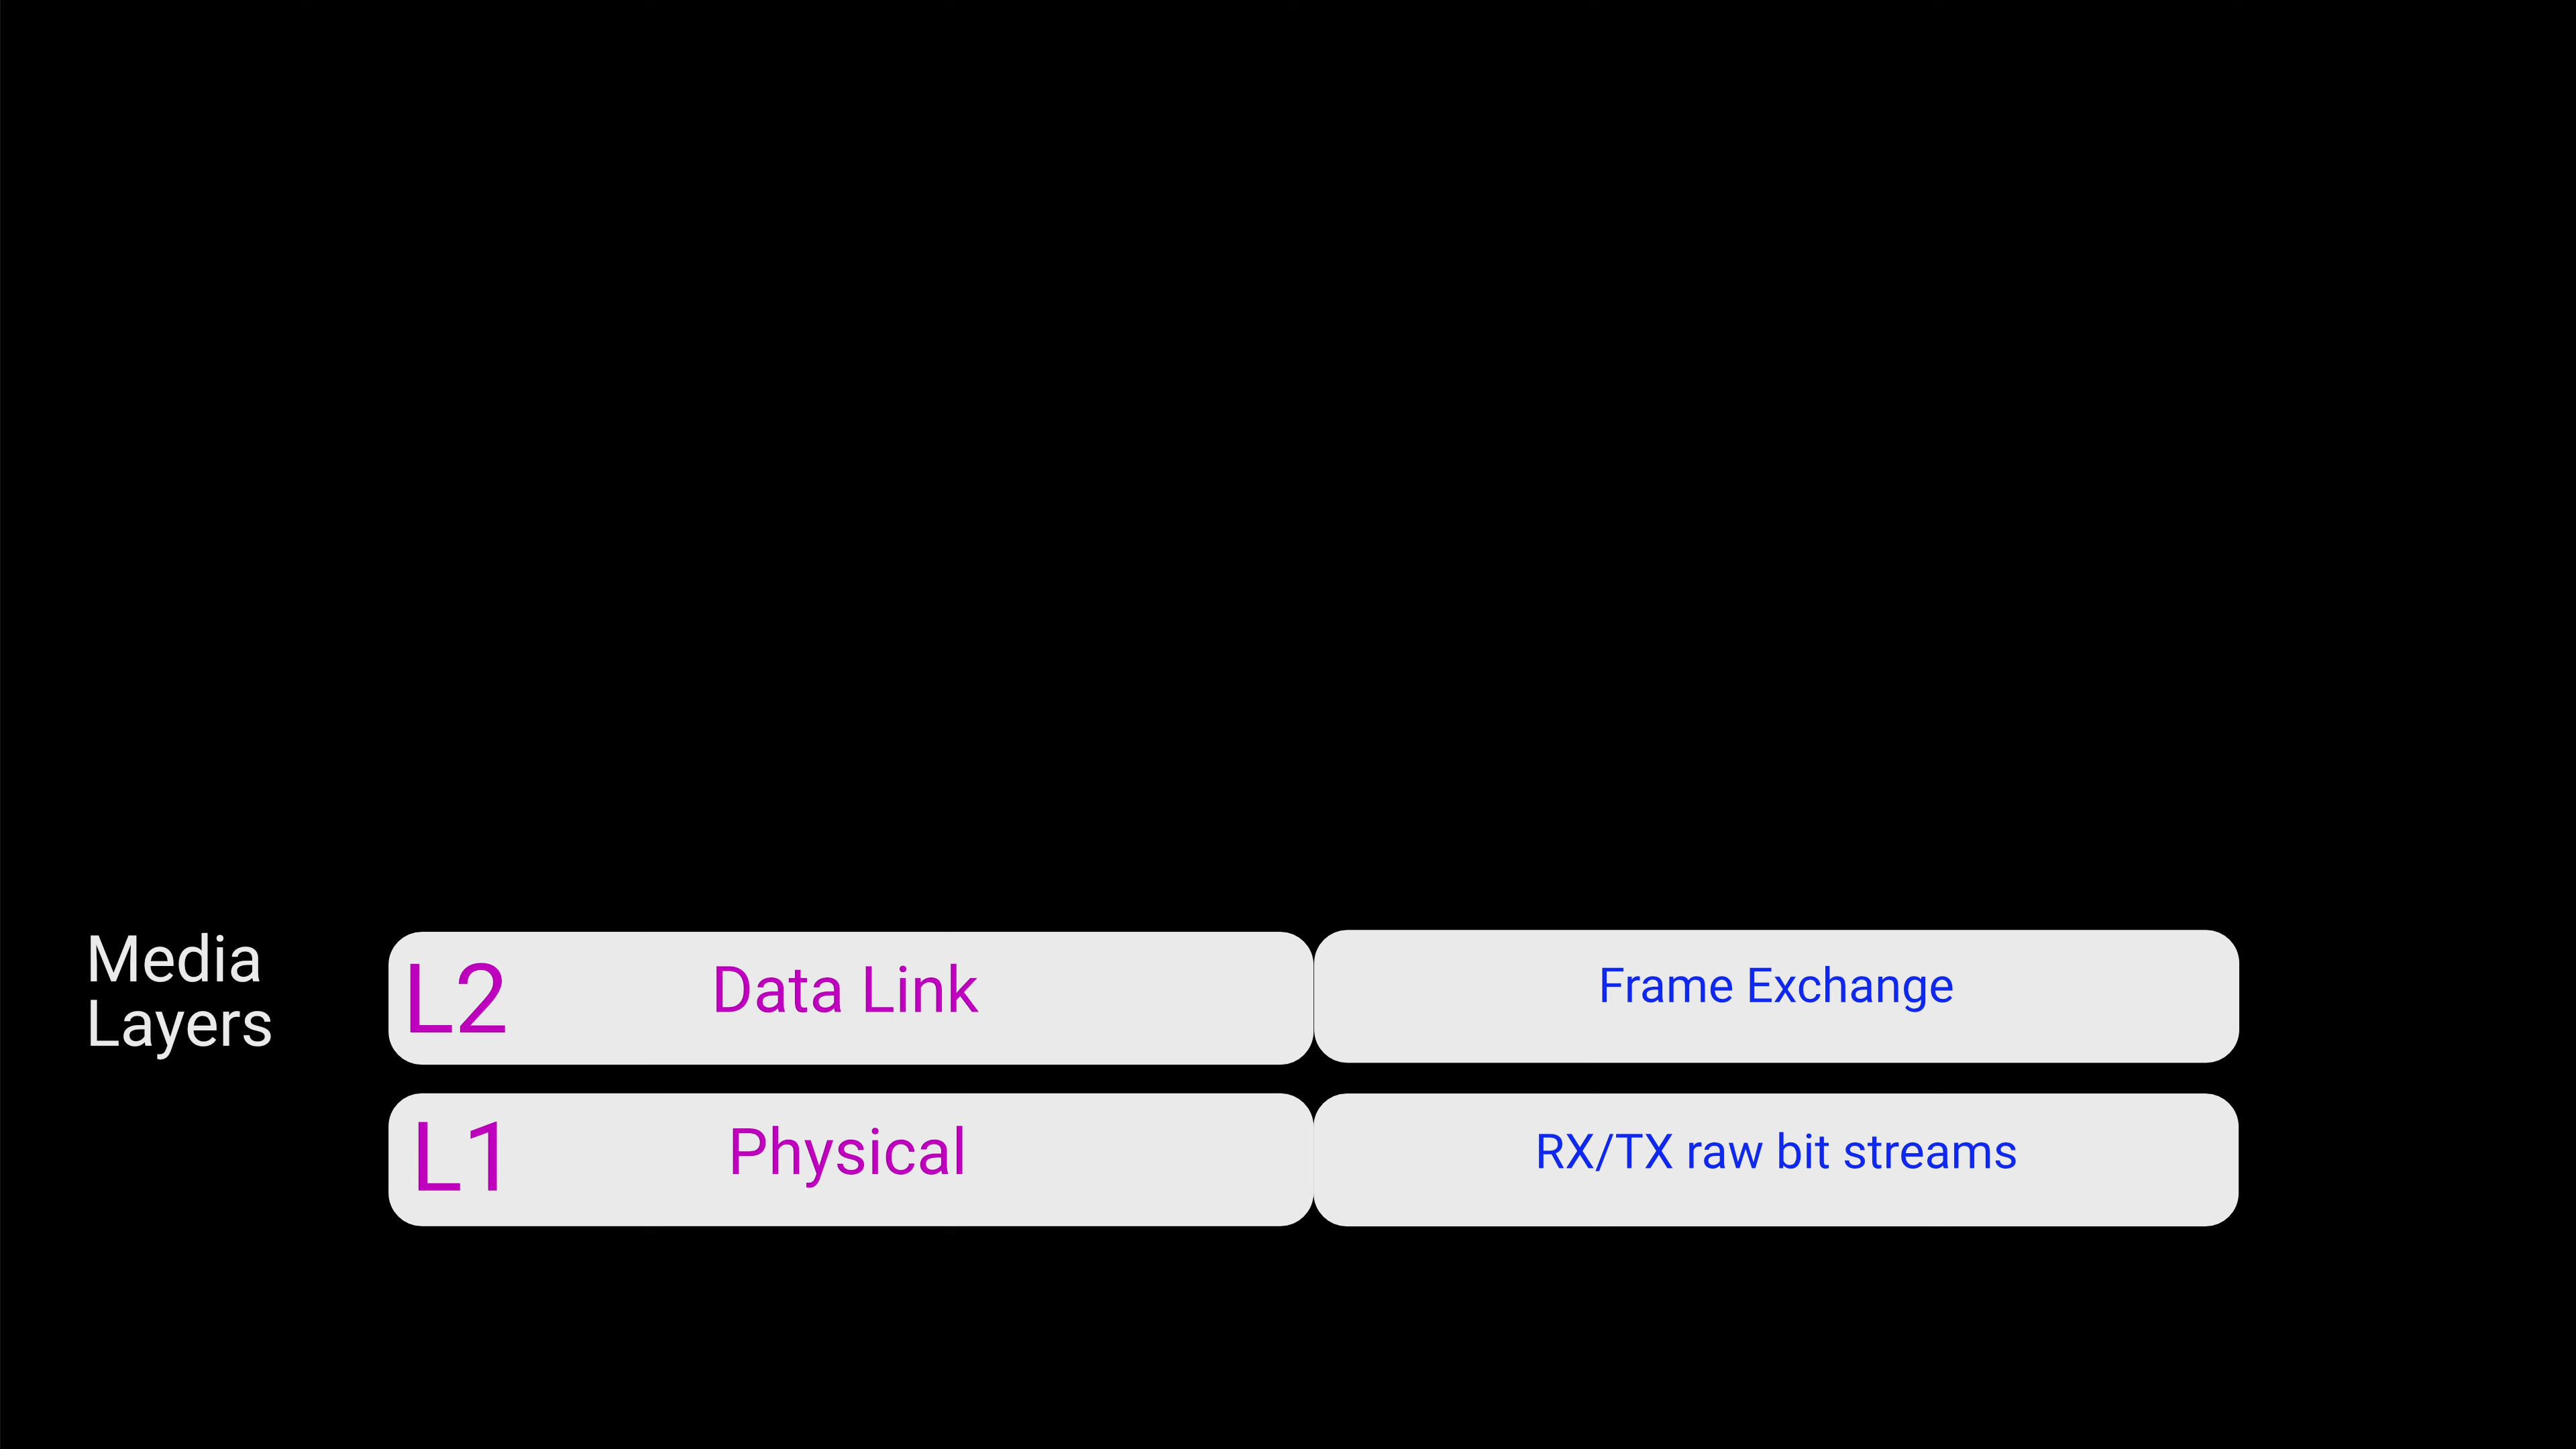 Media
Layers
L2 Data Link Frame Exchange
L1 Physical RX/TX raw bit streams